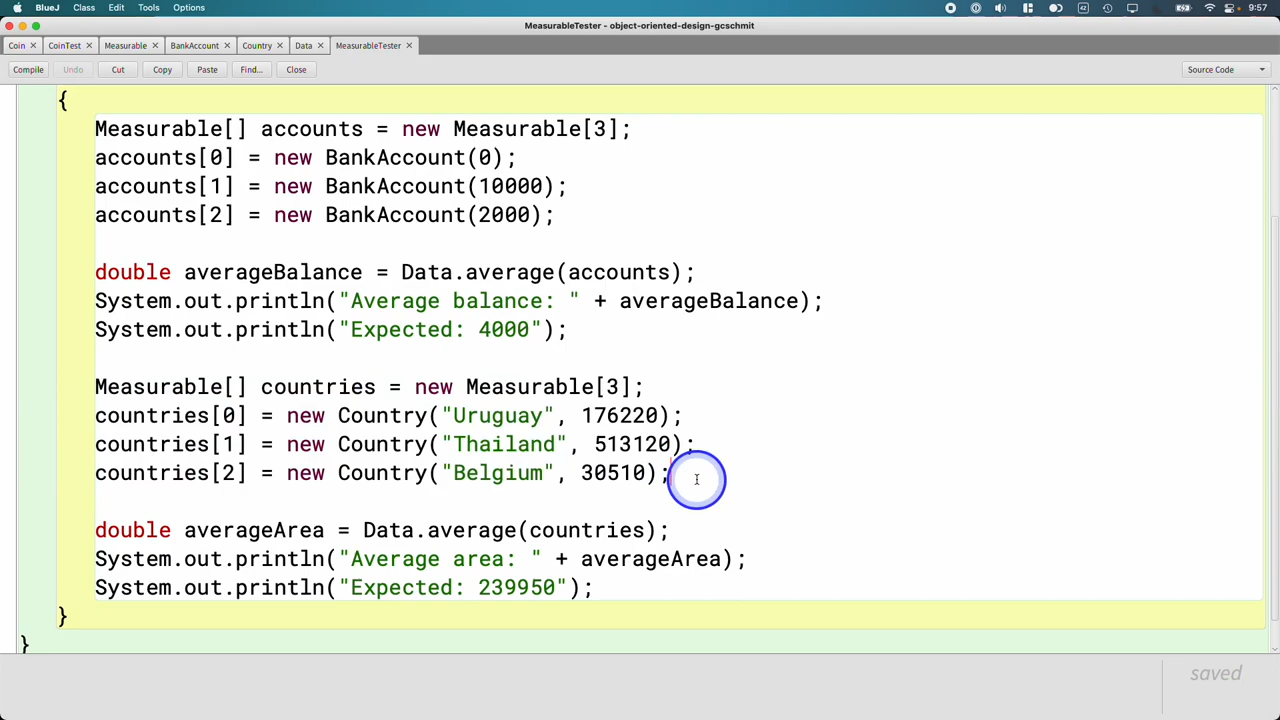 BlueJ Class Edit Tools Options 9:57
MeasurableTester - object-oriented-design-gcschmit
Coin Coin​Test Measurable BankAccount Country Data MeasurableTester
Compile Undo Cut Copy Paste Find... Close Source Code
{
Measurable[] accounts = new Measurable[3];
accounts[0] = new BankAccount(0);
accounts[1] = new BankAccount(10000);
accounts[2] = new BankAccount(2000);
double averageBalance = Data.average(accounts);
System.out.println("Average balance: " + averageBalance);
System.out.println("Expected: 4000");
Measurable[] countries = new Measurable[3];
countries[0] = new Country("Uruguay", 176220);
countries[1] = new Country("Thailand", 513120);
countries[2] = new Country("Belgium", 30510);
double averageArea = Data.average(countries);
System.out.println("Average area: " + averageArea);
System.out.println("Expected: 239950");
}
}
saved